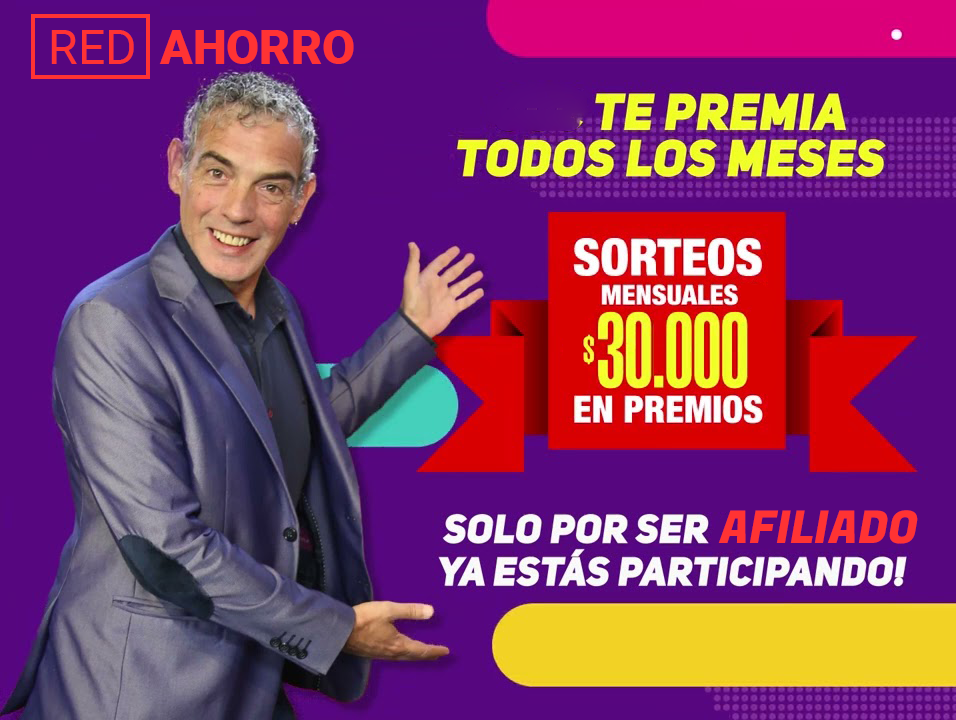 RED AHORRO
TE PREMIA
TODOS LOS MESES
SORTEOS
MENSUALES
$30.000
EN PREMIOS
SOLO POR SER AFILIADO
YA ESTÁS PARTICIPANDO!